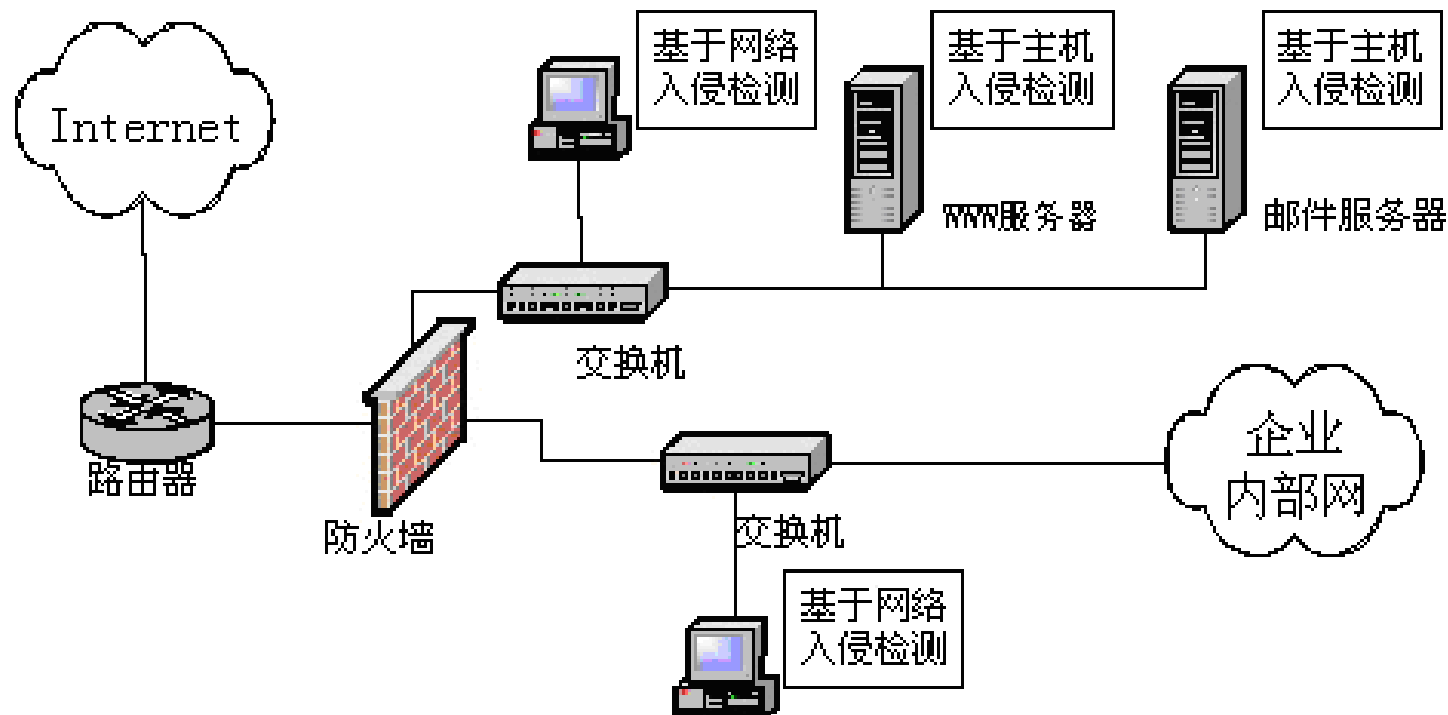 基于网络
入侵检测
基于主机
入侵检测
基于主机
入侵检测
Internet
WWW服务器
邮件服务器
交换机
路由器
防火墙
企业
内部网
交换机
基于网络
入侵检测